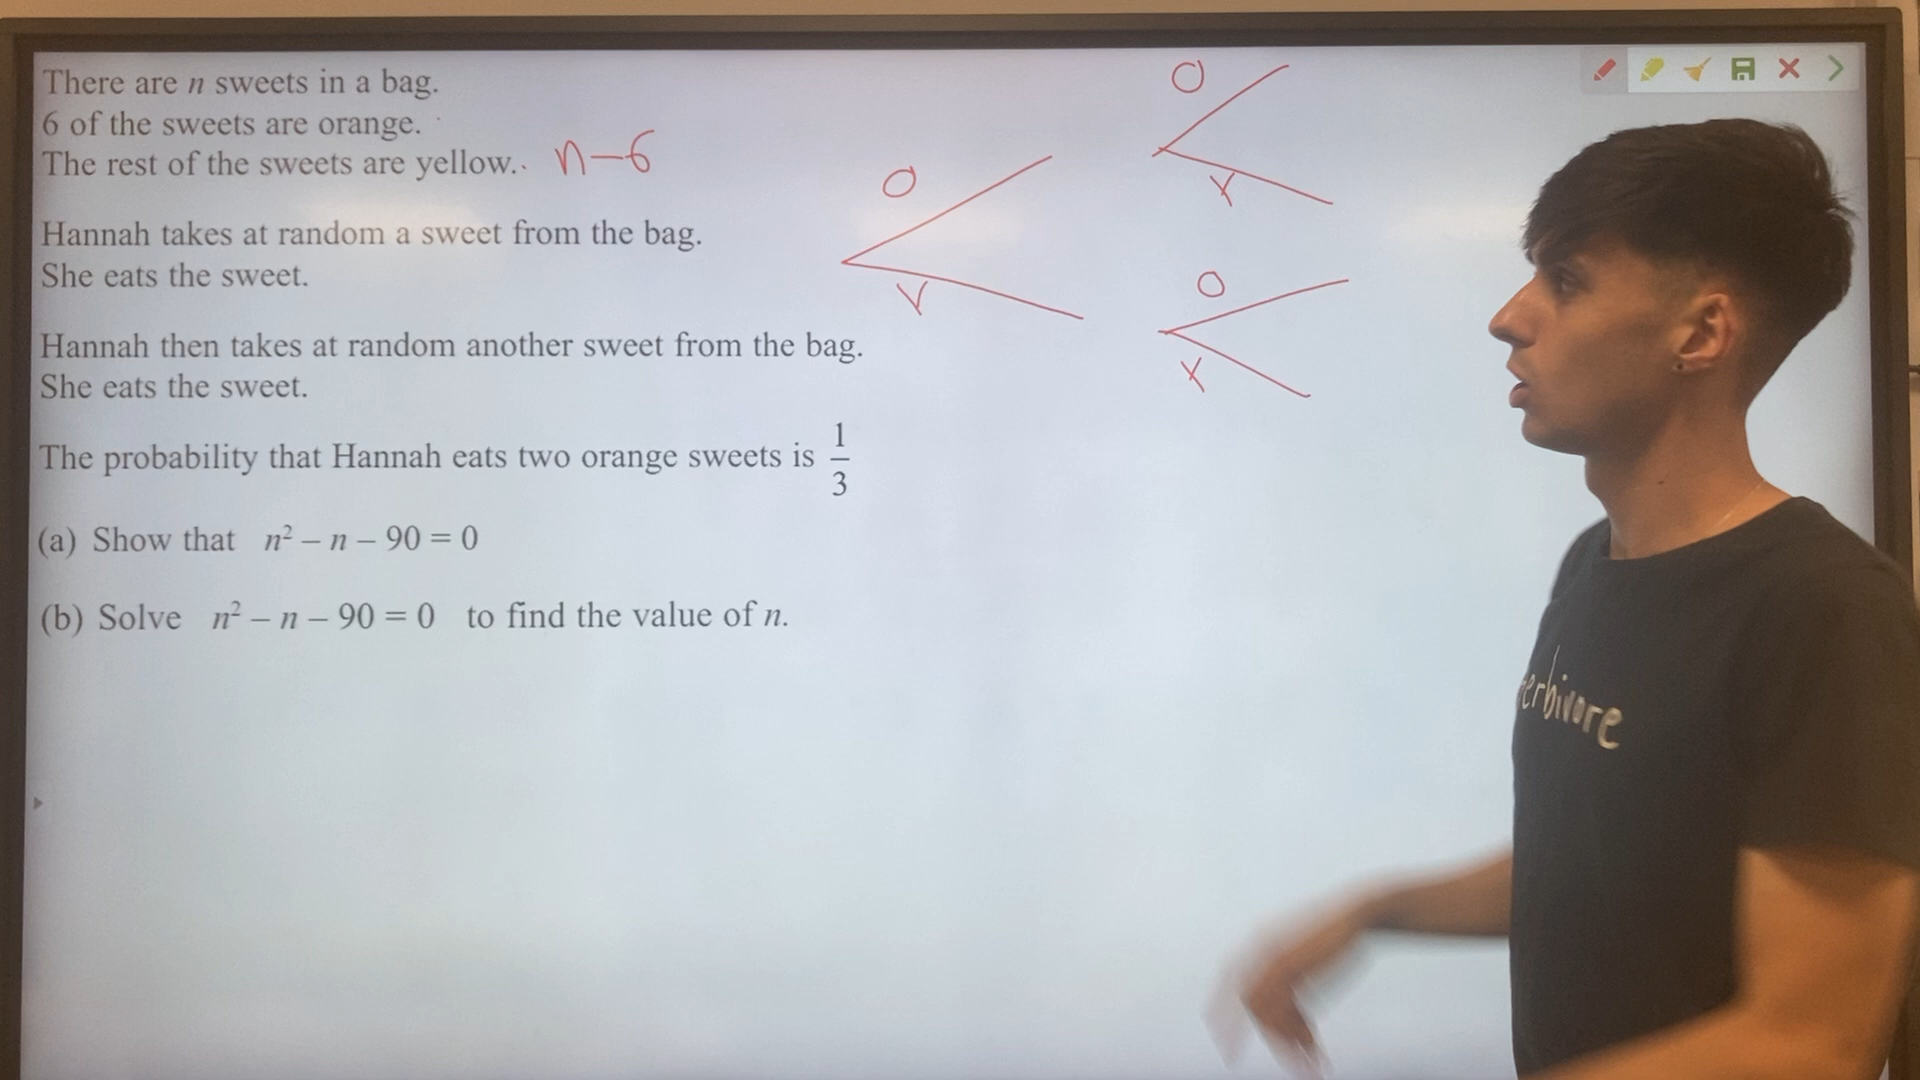 There are n sweets in a bag.
6 of the sweets are orange.
The rest of the sweets are yellow. n-6
Hannah takes at random a sweet from the bag.
She eats the sweet.
Hannah then takes at random another sweet from the bag.
She eats the sweet.
The probability that Hannah eats two orange sweets is 1/3
(a) Show that n² – n – 90 = 0
(b) Solve n² – n – 90 = 0 to find the value of n.
O
Y
O
Y
O
Y
erbivore